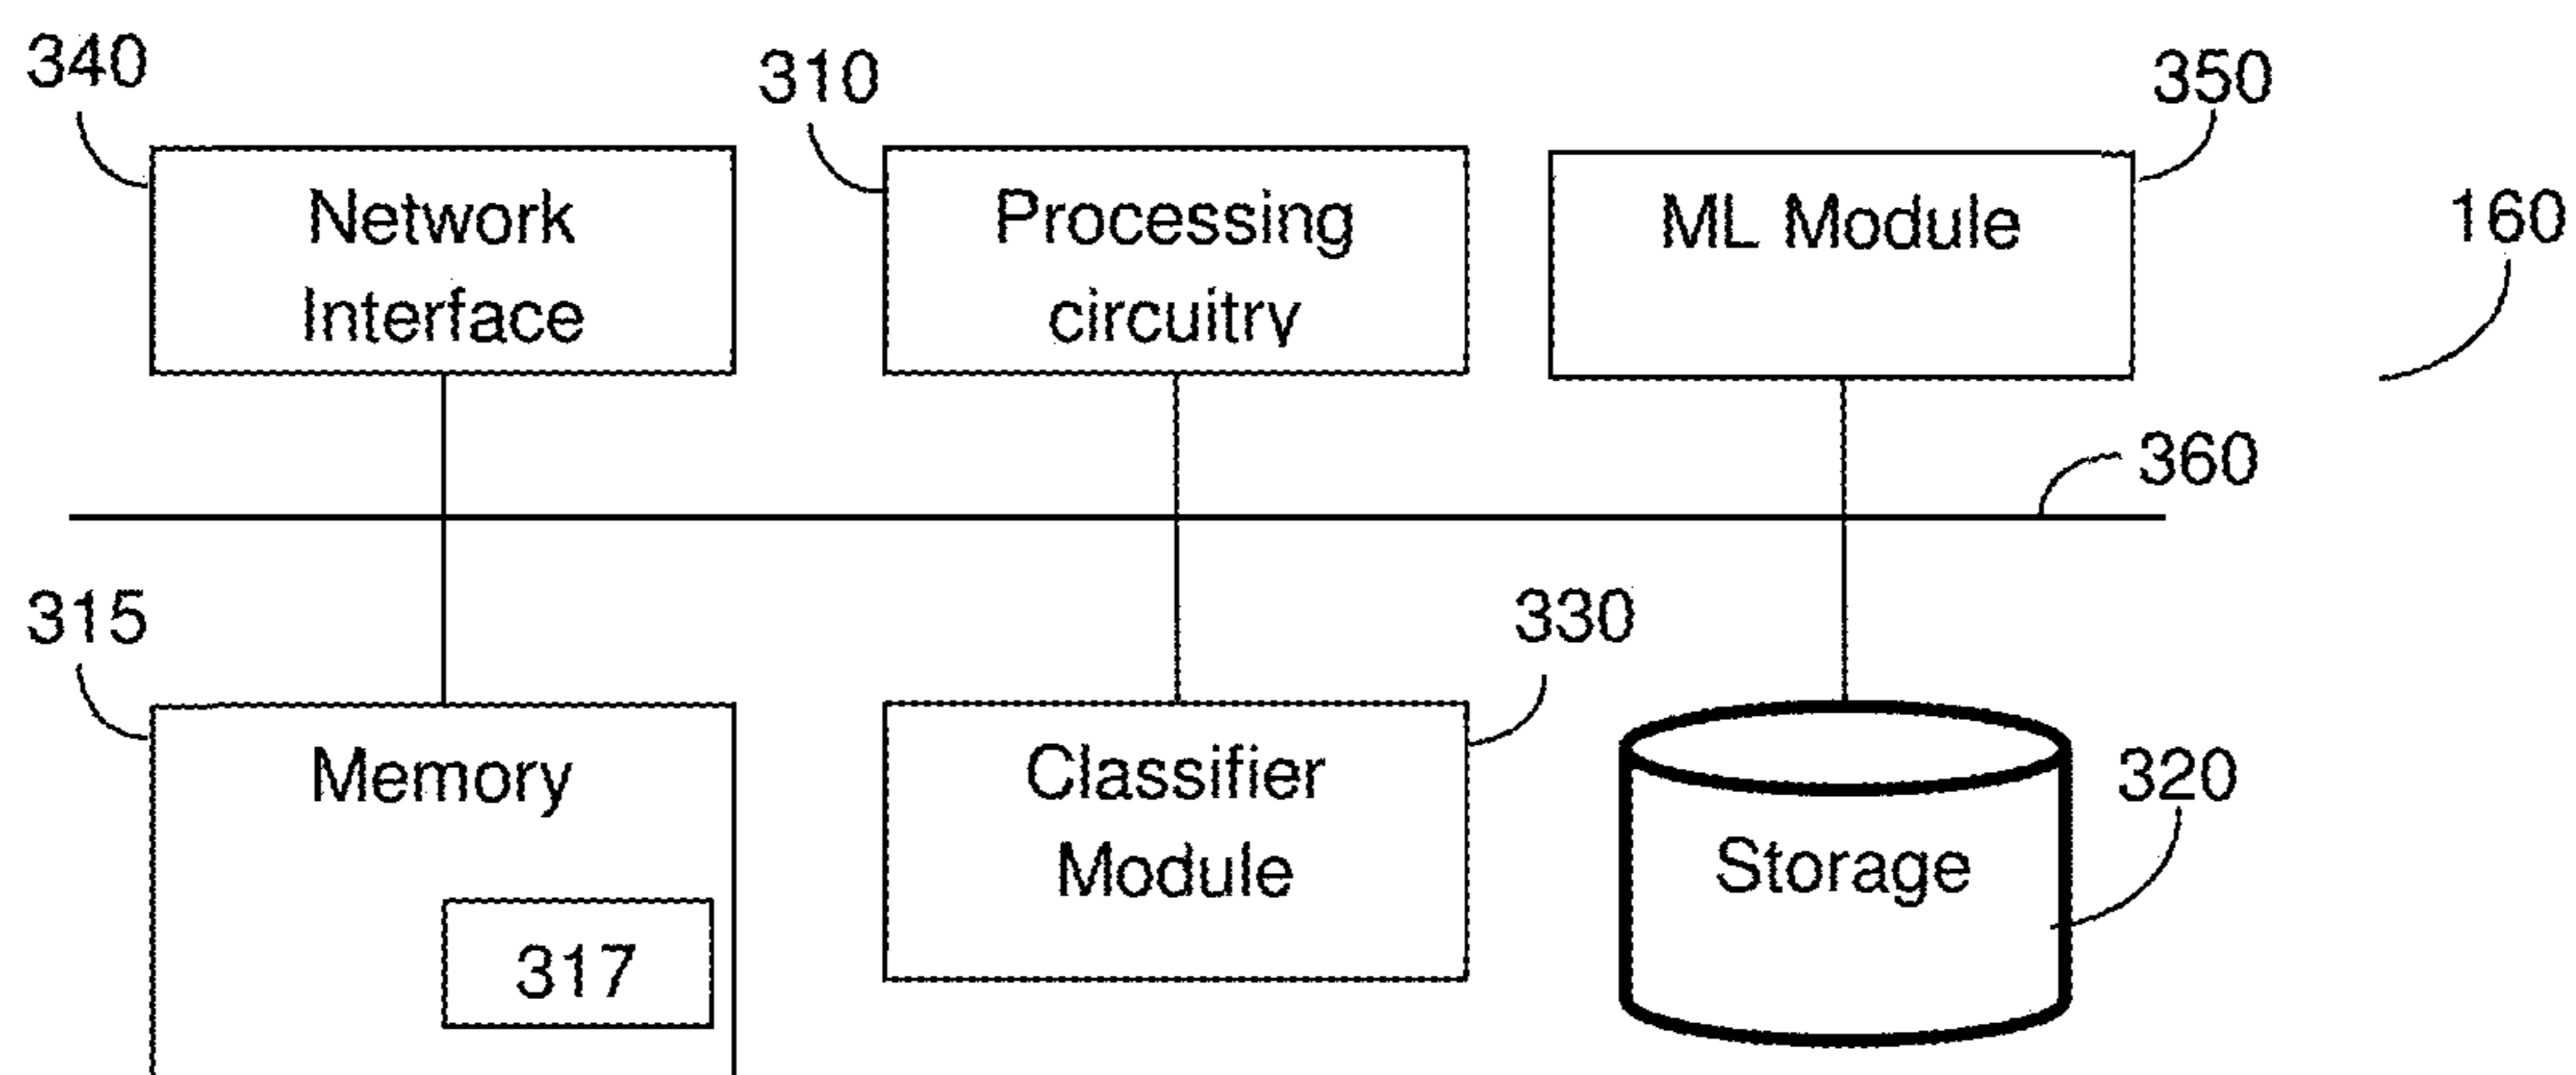 340
310
350
Network
Interface
Processing
circuitry
ML Module
160
360
315
330
Memory
Classifier
Module
320
Storage
317